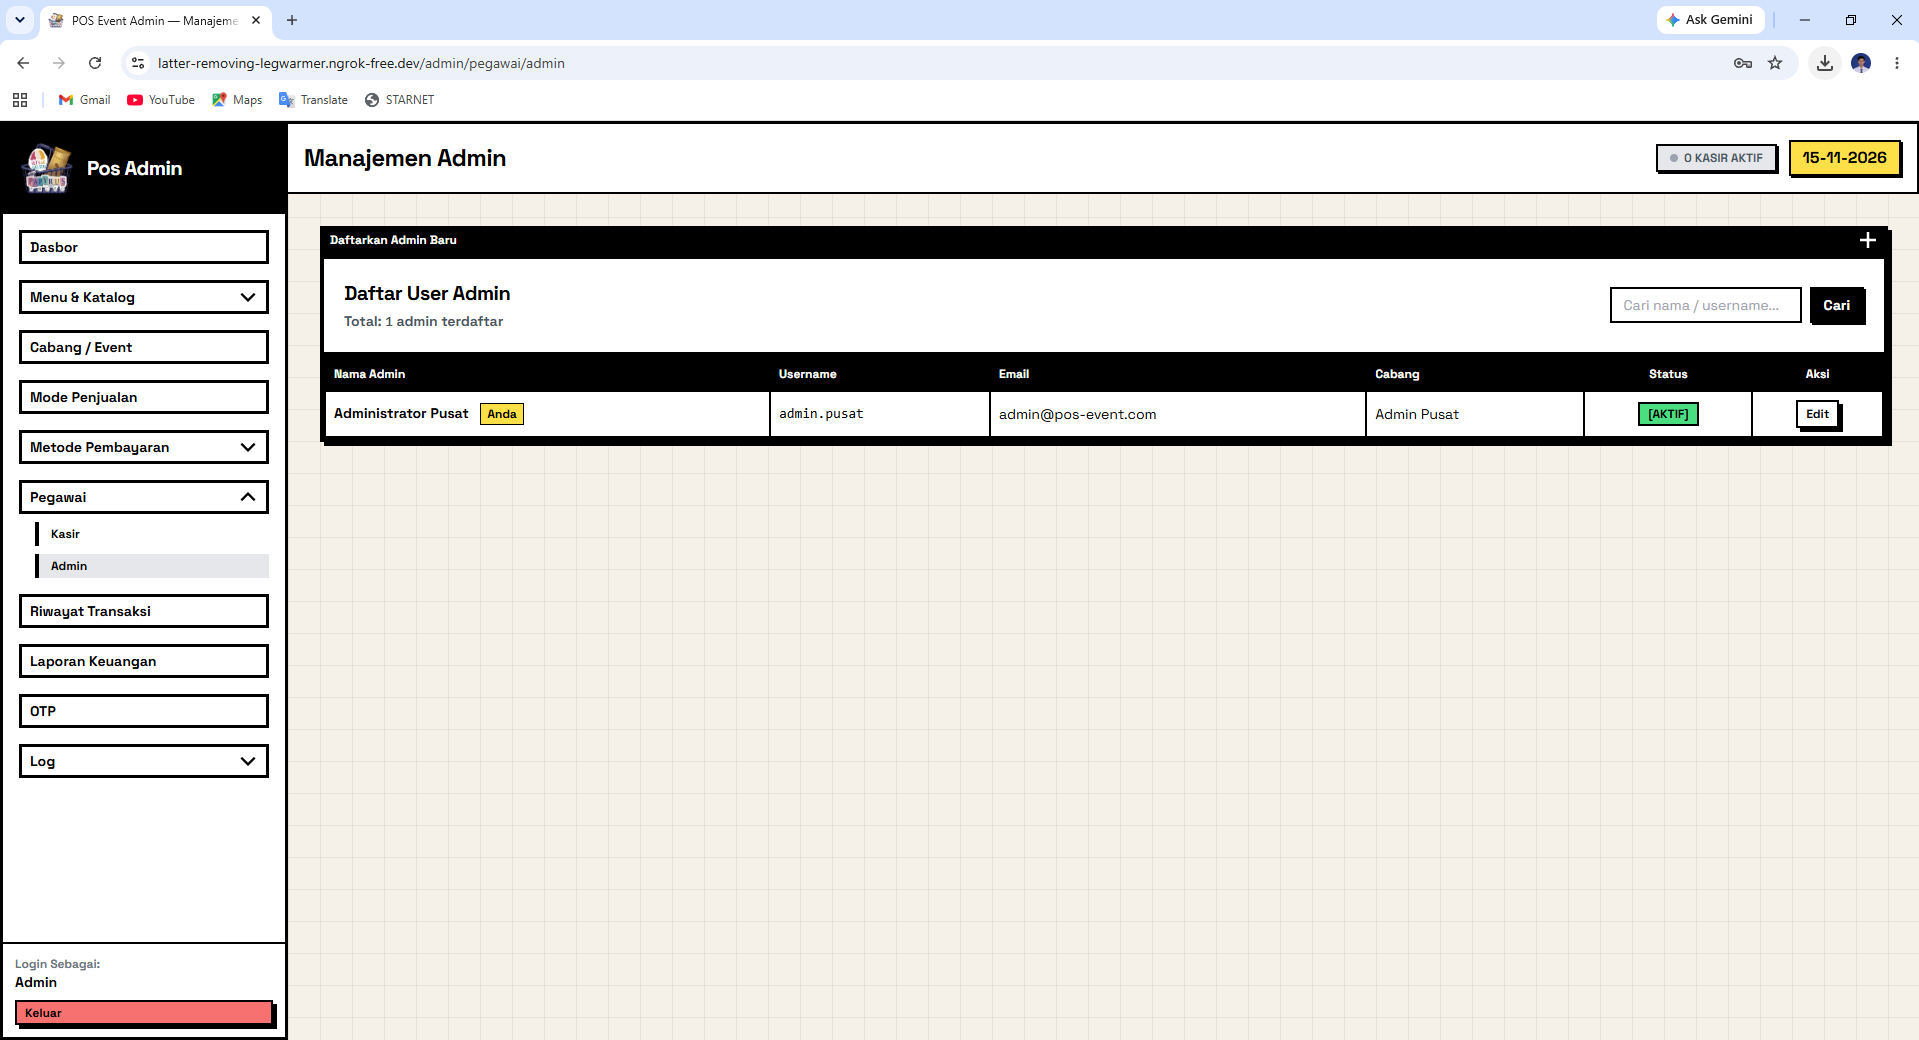 POS Event Admin — Manajeme
Ask Gemini
latter-removing-legwarmer.ngrok-free.dev/admin/pegawai/admin
Gmail
YouTube
Maps
Translate
STARNET
Pos Admin
Manajemen Admin
0 KASIR AKTIF
15-11-2026
Dasbor
Menu & Katalog
Cabang / Event
Mode Penjualan
Metode Pembayaran
Pegawai
Kasir
Admin
Riwayat Transaksi
Laporan Keuangan
OTP
Log
Login Sebagai:
Admin
Keluar
Daftarkan Admin Baru
Daftar User Admin
Total: 1 admin terdaftar
Cari nama / username...
Cari
Nama Admin Username Email Cabang Status Aksi
Administrator Pusat Anda admin.pusat admin@pos-event.com Admin Pusat [AKTIF] Edit